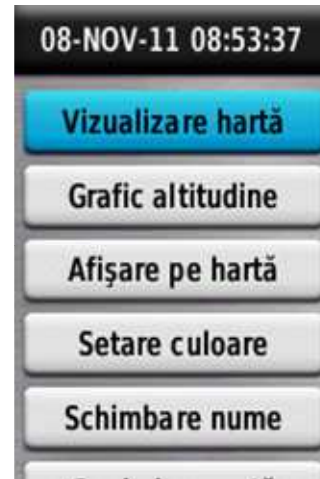 08-NOV-11 08:53:37
Vizualizare hartă
Grafic altitudine
Afişare pe hartă
Setare culoare
Schimbare nume